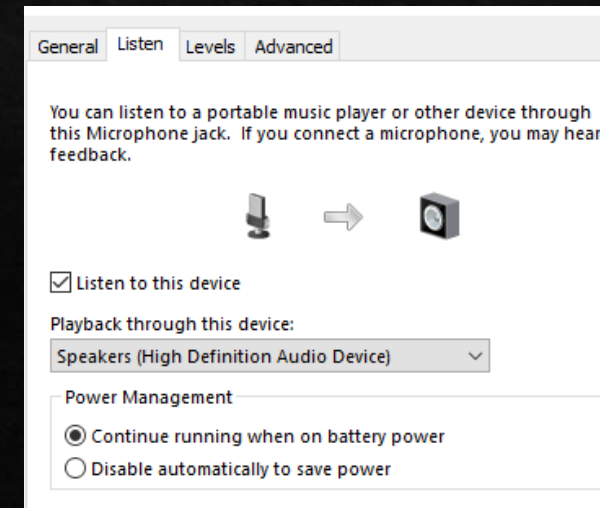 General Listen Levels Advanced
You can listen to a portable music player or other device through
this Microphone jack. If you connect a microphone, you may hear
feedback.
Listen to this device
Playback through this device:
Speakers (High Definition Audio Device)
Power Management
Continue running when on battery power
Disable automatically to save power